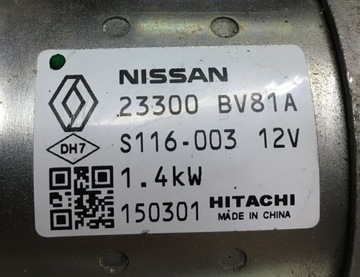 NISSAN
23300 BV81A
DH7
S116-003 12V
1.4kW
150301 HITACHI
MADE IN CHINA